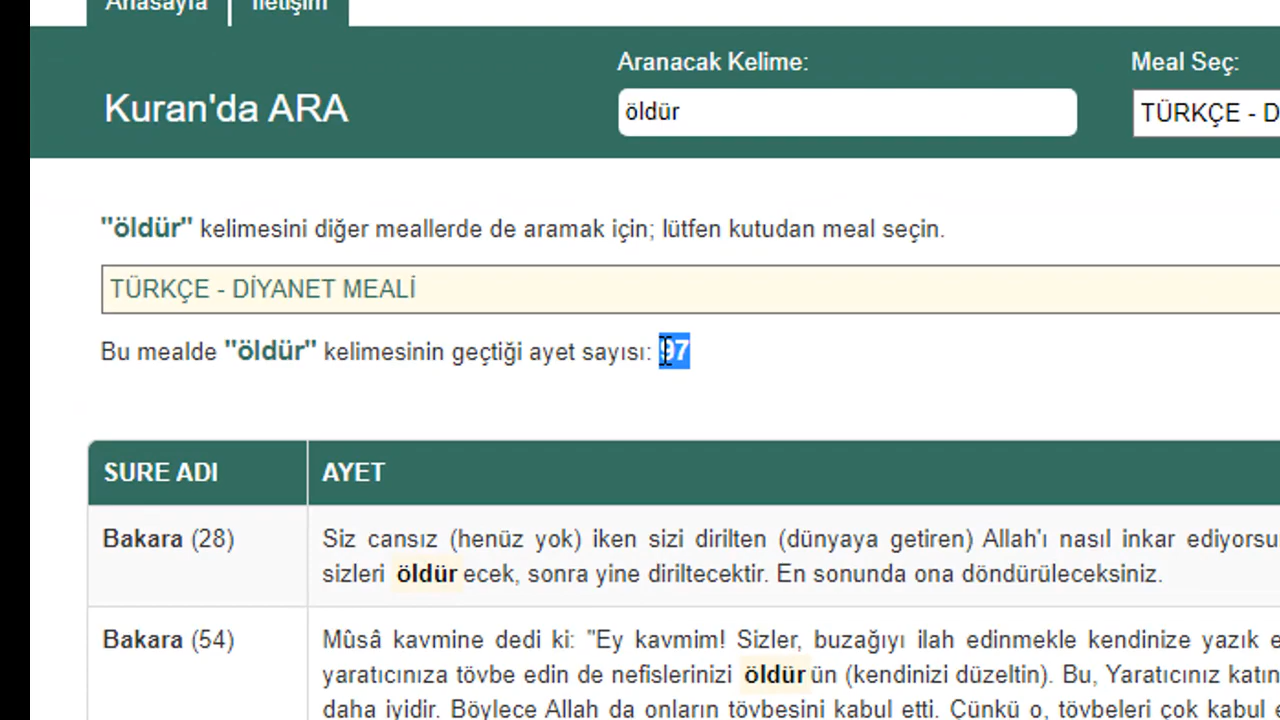 Anasayfa İletişim
Aranacak Kelime:
Meal Seç:
Kuran'da ARA
öldür
TÜRKÇE - D
"öldür" kelimesini diğer meallerde de aramak için; lütfen kutudan meal seçin.
TÜRKÇE - DİYANET MEALİ
Bu mealde "öldür" kelimesinin geçtiği ayet sayısı: 97
SURE ADI AYET
Bakara (28) Siz cansız (henüz yok) iken sizi dirilten (dünyaya getiren) Allah'ı nasıl inkar ediyorsu
sizleri öldür ecek, sonra yine diriltecektir. En sonunda ona döndürüleceksiniz.
Bakara (54) Mûsâ kavmine dedi ki: "Ey kavmim! Sizler, buzağıyı ilah edinmekle kendinize yazık e
yaratıcınıza tövbe edin de nefislerinizi öldür ün (kendinizi düzeltin). Bu, Yaratıcınız katın
daha iyidir. Böylece Allah da onların tövbesini kabul etti. Çünkü o, tövbeleri çok kabul e